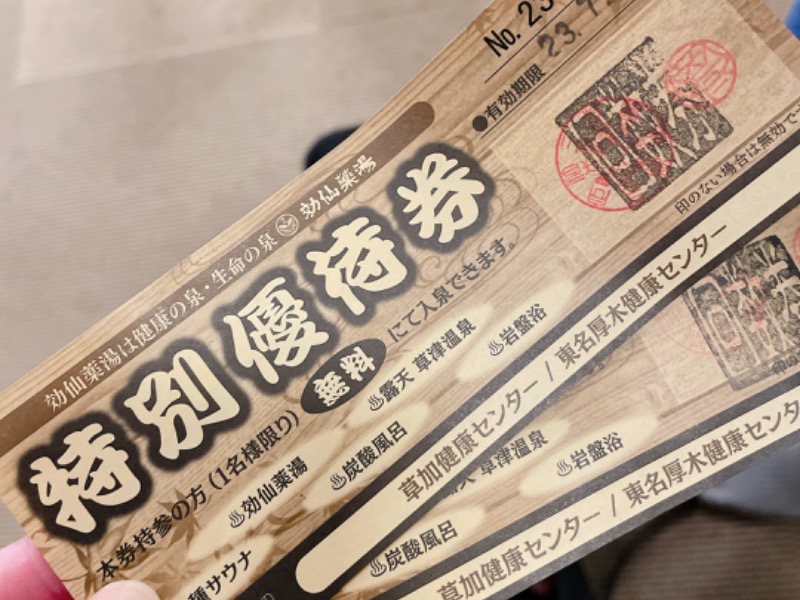 No. 23
●有効期限 23.
印のない場合は無効で
効仙薬湯は健康の泉・生命の泉 効仙薬湯
特別優待券
本券持参の方(1名様限り) 無料 にて入泉できます。
♨効仙薬湯 ♨露天 草津温泉
♨炭酸風呂 ♨岩盤浴
種サウナ
草加健康センター / 東名厚木健康センター
天 草津温泉 ♨岩盤浴
♨炭酸風呂
草加健康センター / 東名厚木健康センタ